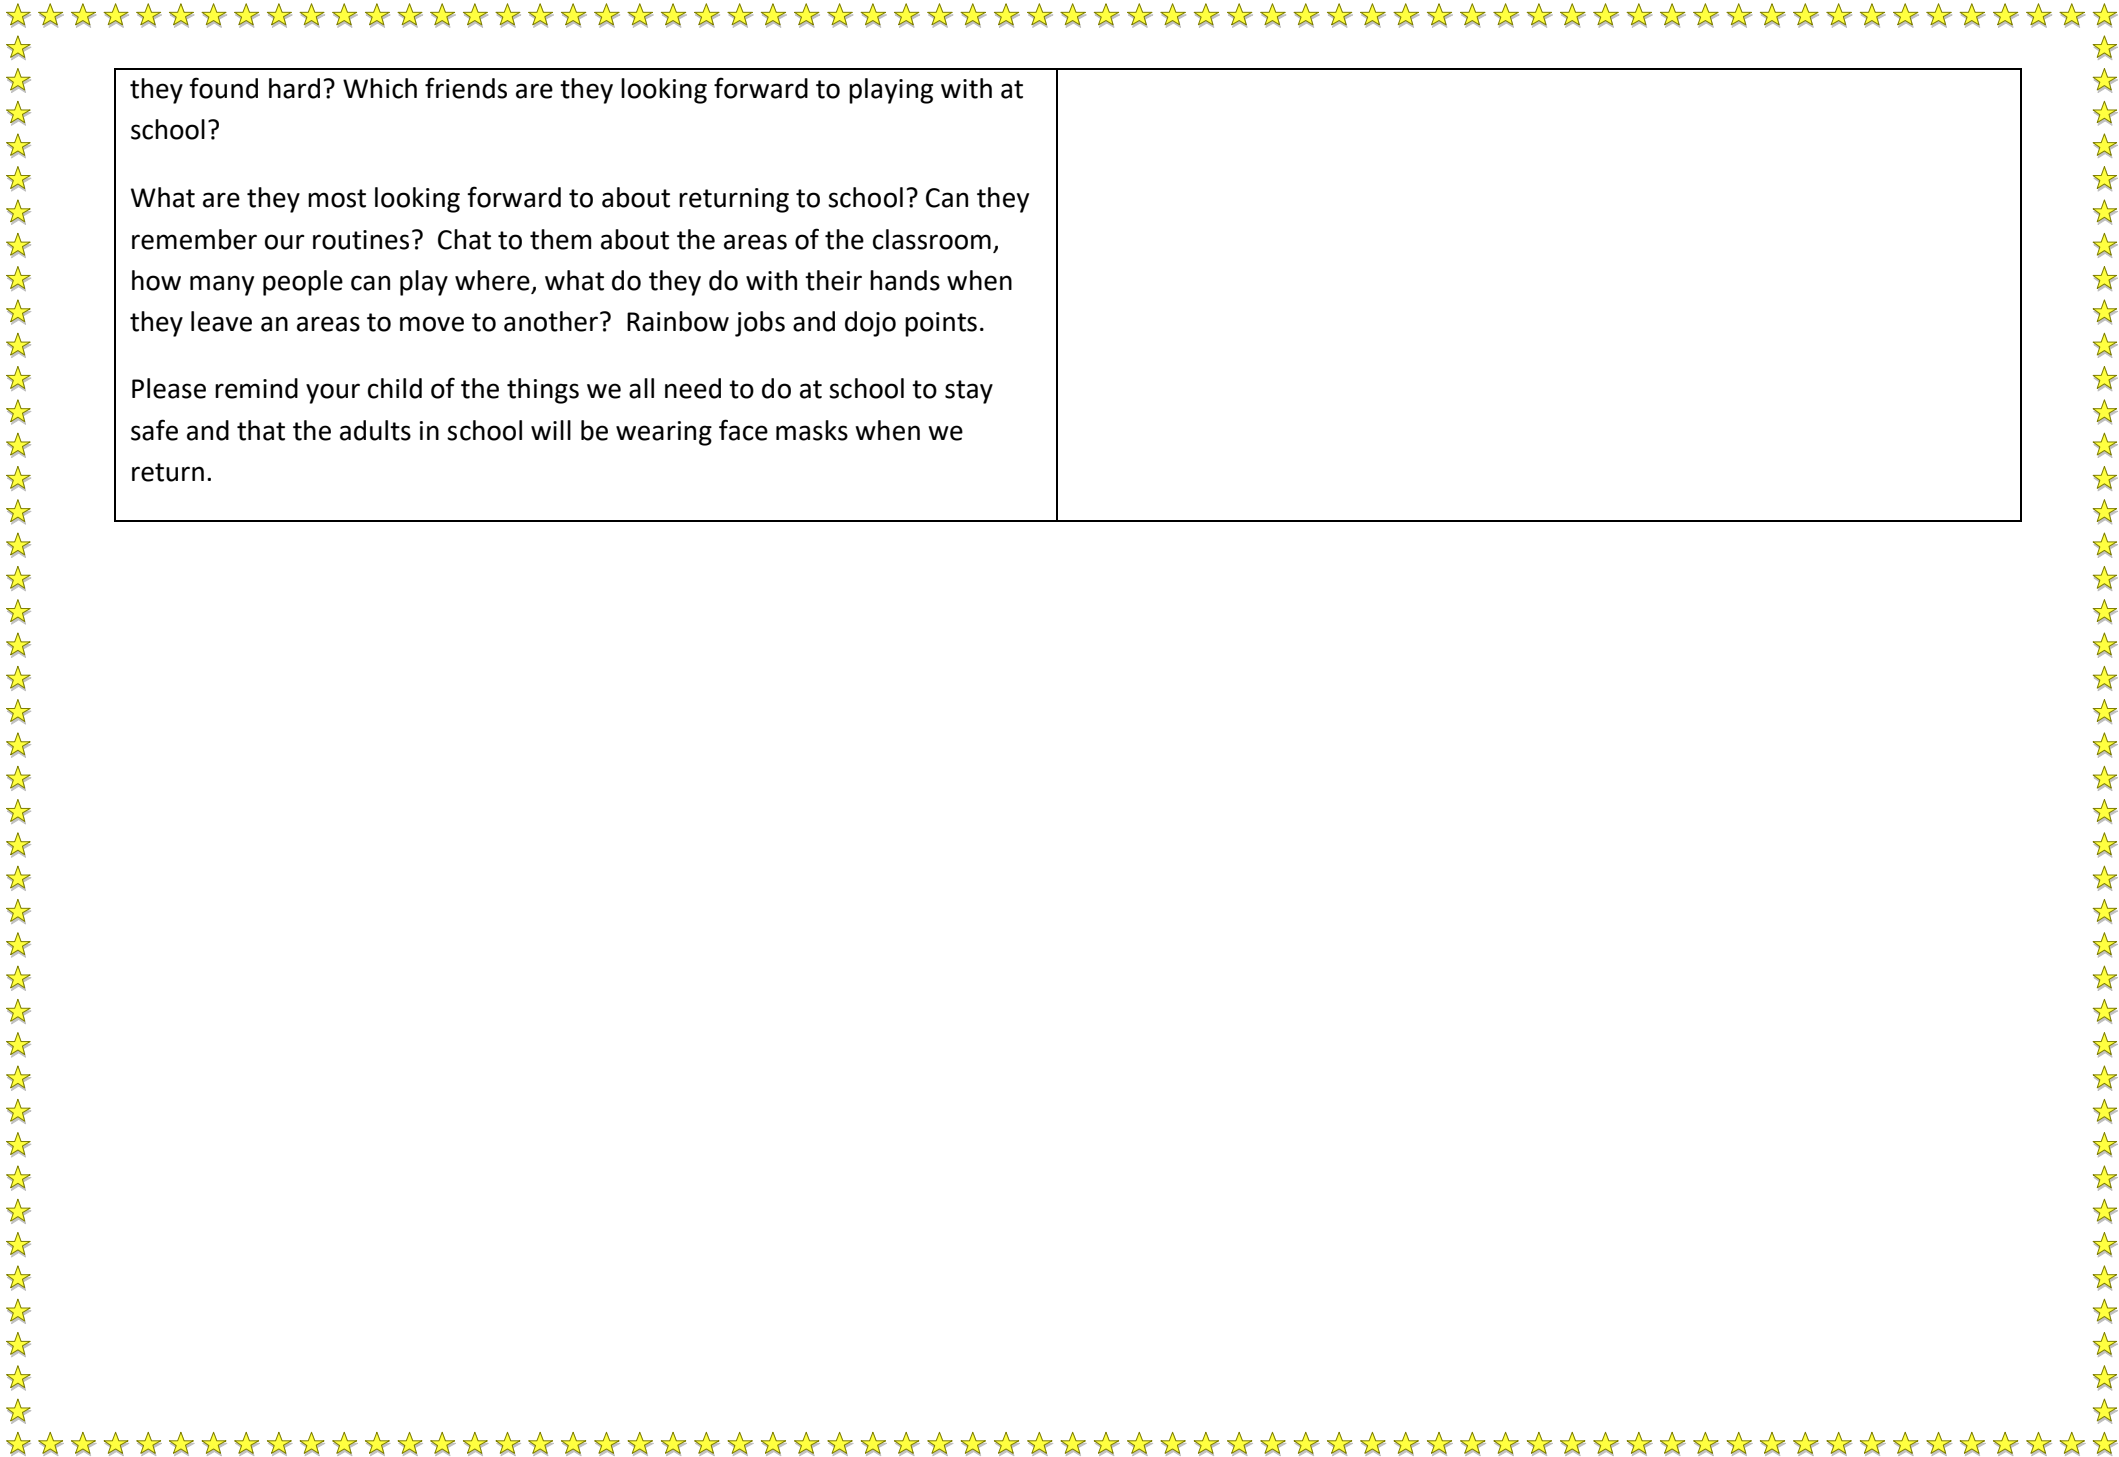 they found hard? Which friends are they looking forward to playing with at
school?
What are they most looking forward to about returning to school? Can they
remember our routines?  Chat to them about the areas of the classroom,
how many people can play where, what do they do with their hands when
they leave an areas to move to another?  Rainbow jobs and dojo points.
Please remind your child of the things we all need to do at school to stay
safe and that the adults in school will be wearing face masks when we
return.